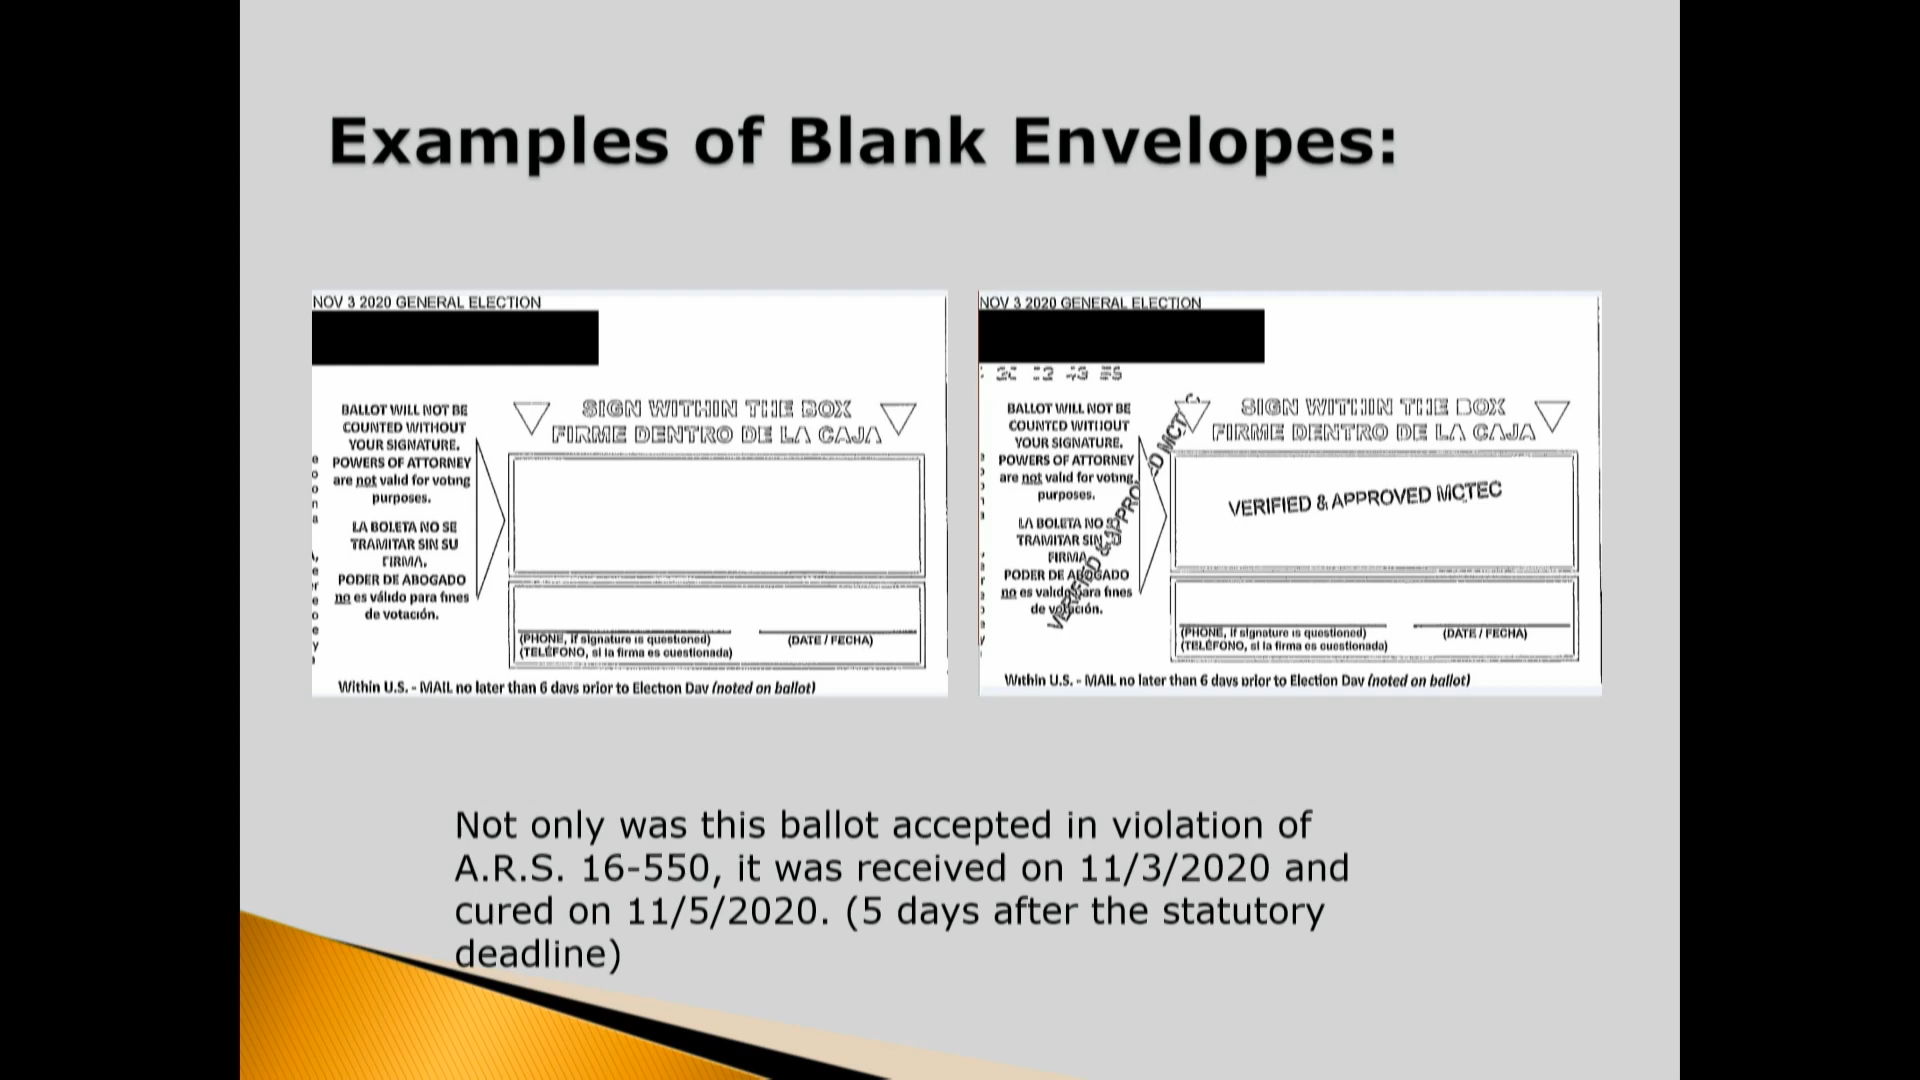 Examples of Blank Envelopes:
NOV 3 2020 GENERAL ELECTION
BALLOT WILL NOT BE
COUNTED WITHOUT
YOUR SIGNATURE.
POWERS OF ATTORNEY
are not valid for voting
purposes.
LA BOLETA NO SE
TRAMITAR SIN SU
FIRMA.
PODER DE ABOGADO
no es válido para fines
de votación.
SIGN WITHIN THE BOX
FIRME DENTRO DE LA CAJA
(PHONE, if signature is questioned)
(TELÉFONO, si la firma es cuestionada)
(DATE / FECHA)
Within U.S. - MAIL no later than 6 days prior to Election Day (noted on ballot)
NOV 3 2020 GENERAL ELECTION
BALLOT WILL NOT BE
COUNTED WITHOUT
YOUR SIGNATURE.
POWERS OF ATTORNEY
are not valid for voting
purposes.
LA BOLETA NO
TRAMITAR SIN
FIRMA
PODER DE ABOGADO
no es válido para fines
de votación.
VERIFIED & APPROVED MCTEC
SIGN WITHIN THE BOX
FIRME DENTRO DE LA CAJA
VERIFIED & APPROVED MCTEC
(PHONE, if signature is questioned)
(TELÉFONO, si la firma es cuestionada)
(DATE / FECHA)
Within U.S. - MAIL no later than 6 days prior to Election Day (noted on ballot)
Not only was this ballot accepted in violation of
A.R.S. 16-550, it was received on 11/3/2020 and
cured on 11/5/2020. (5 days after the statutory
deadline)